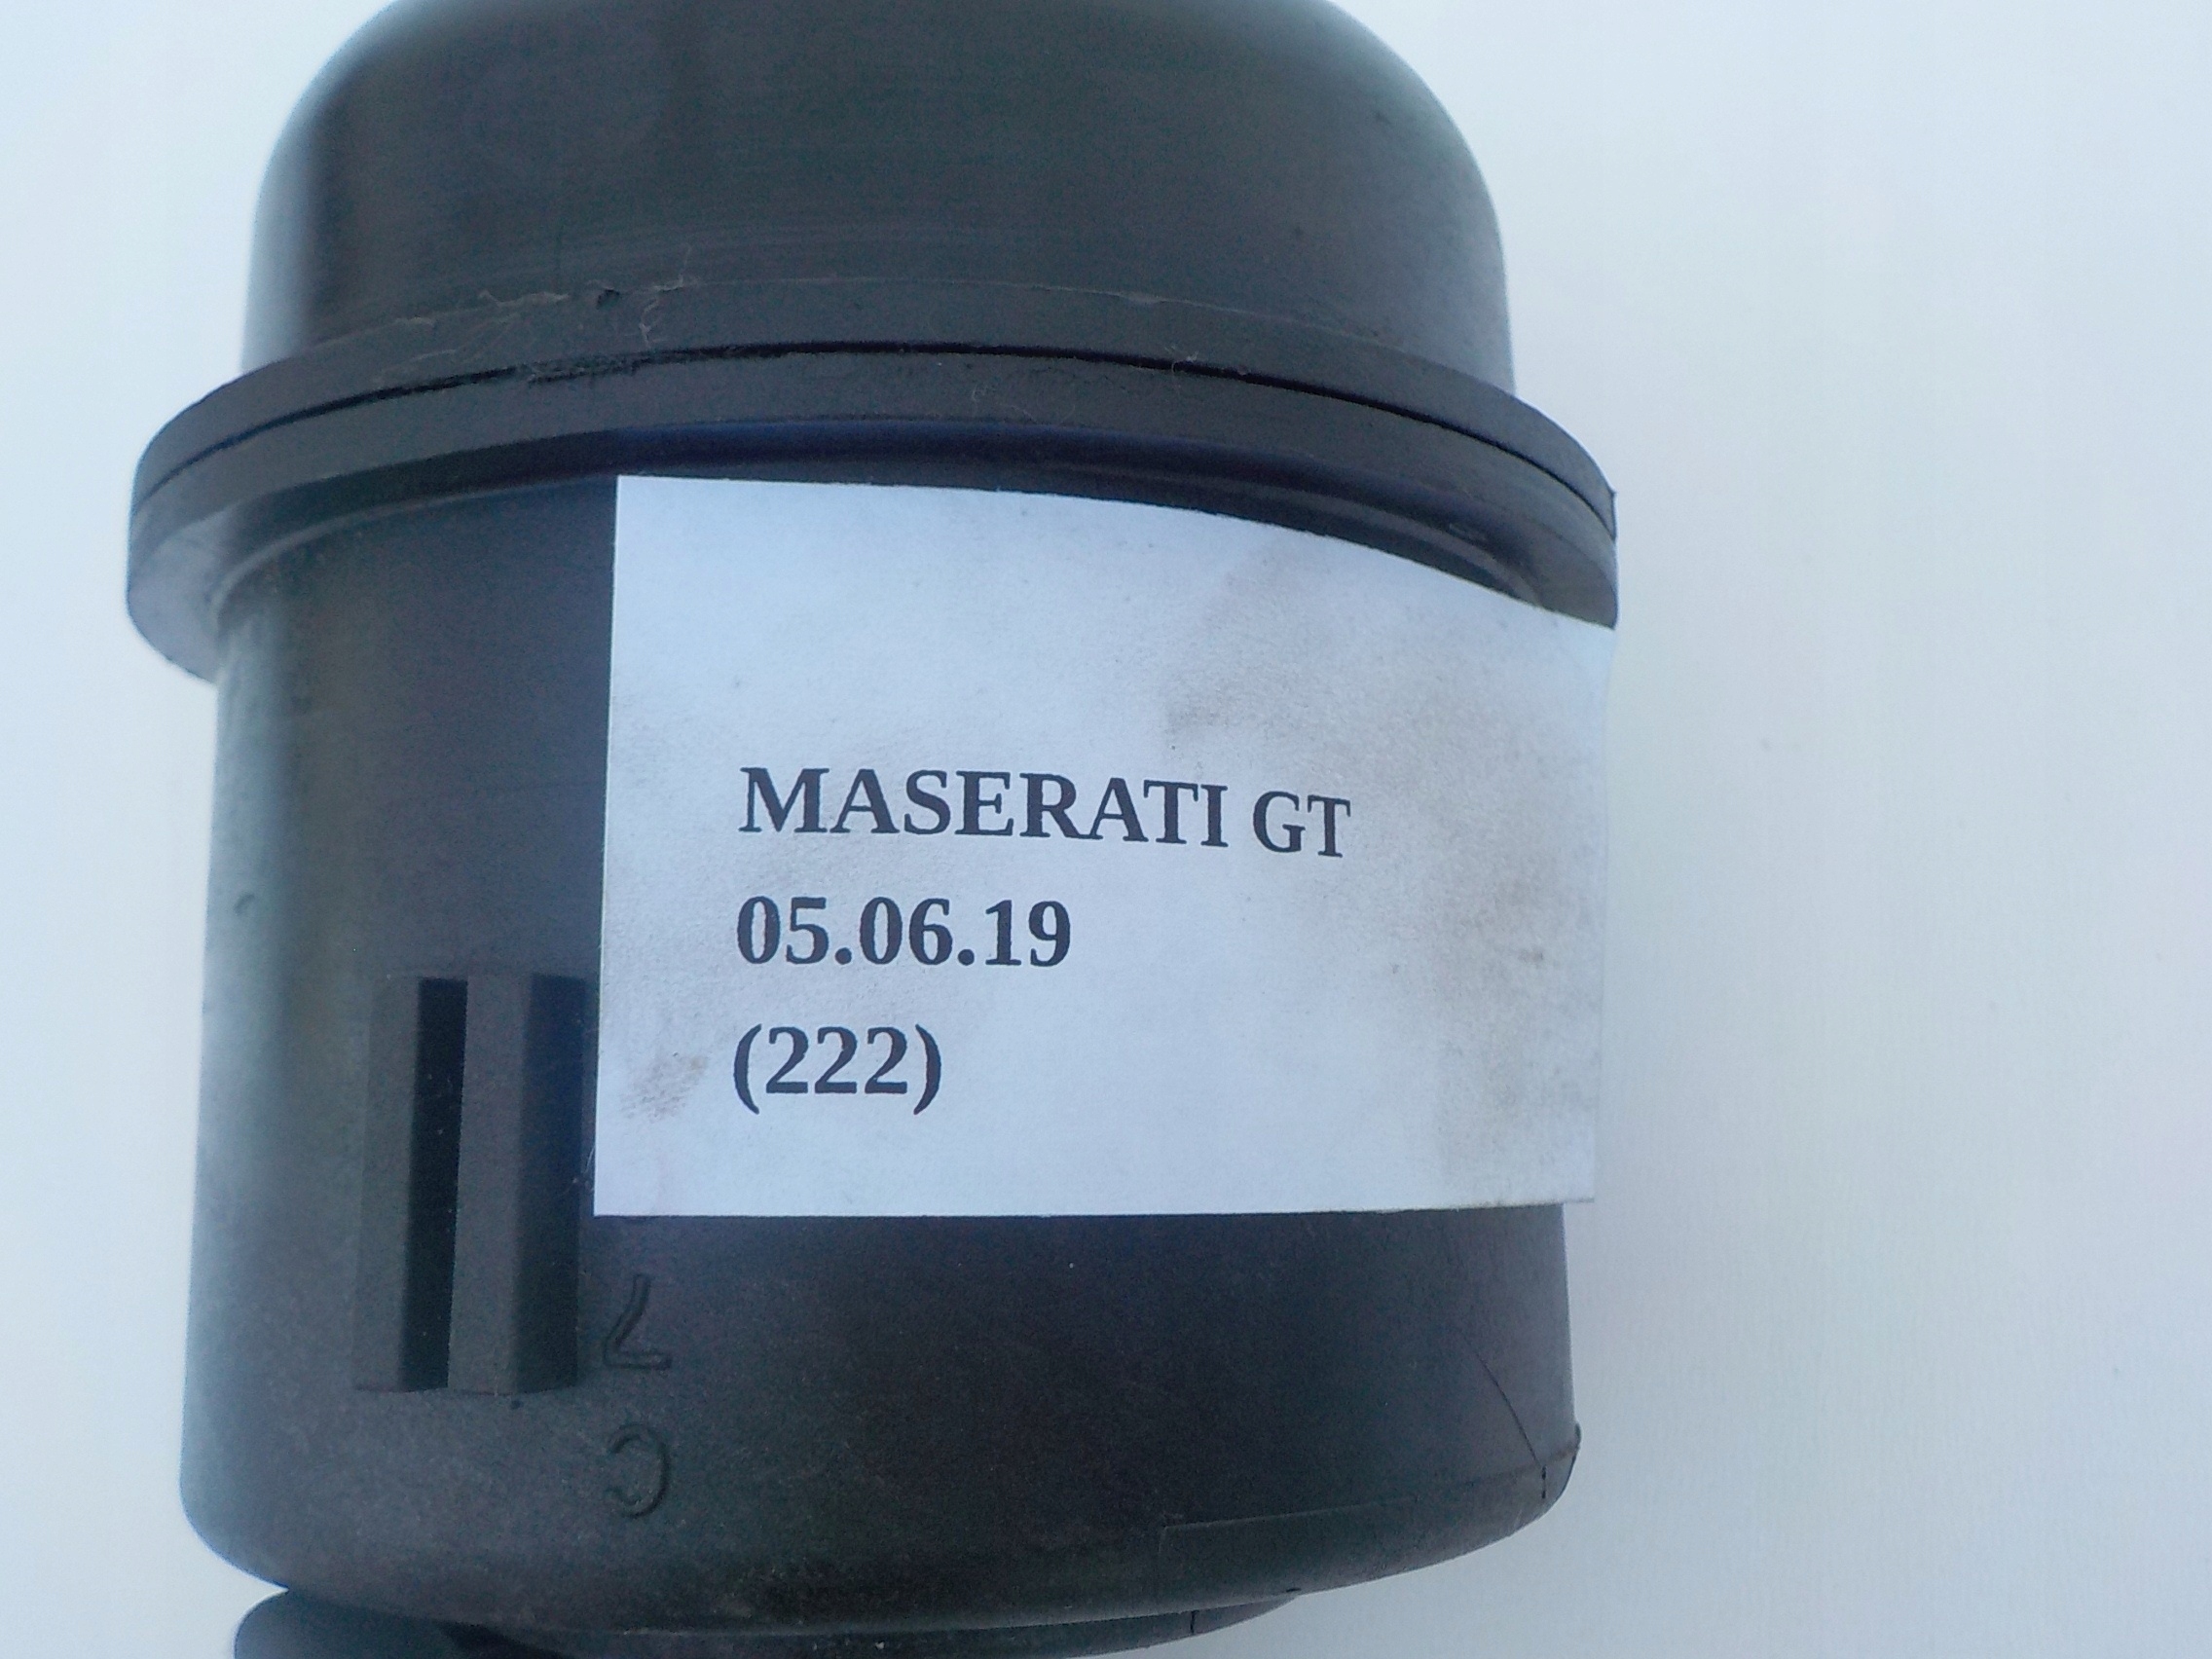 MASERATI GT
05.06.19
(222)